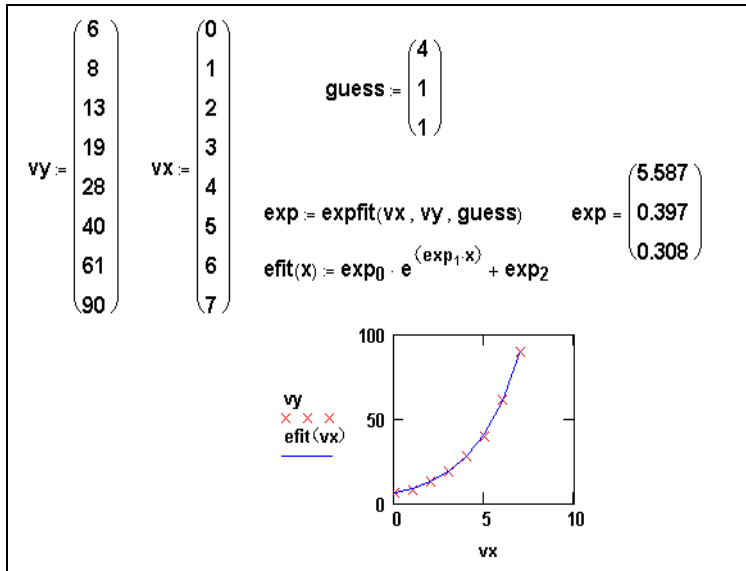 vy := (6 8 13 19 28 40 61 90)
vx := (0 1 2 3 4 5 6 7)
guess := (4 1 1)
exp := expfit(vx , vy , guess)
exp = (5.587 0.397 0.308)
efit(x) := exp₀ · e^(exp₁·x) + exp₂
vy
efit(vx)
100
50
0
0 5 10
vx